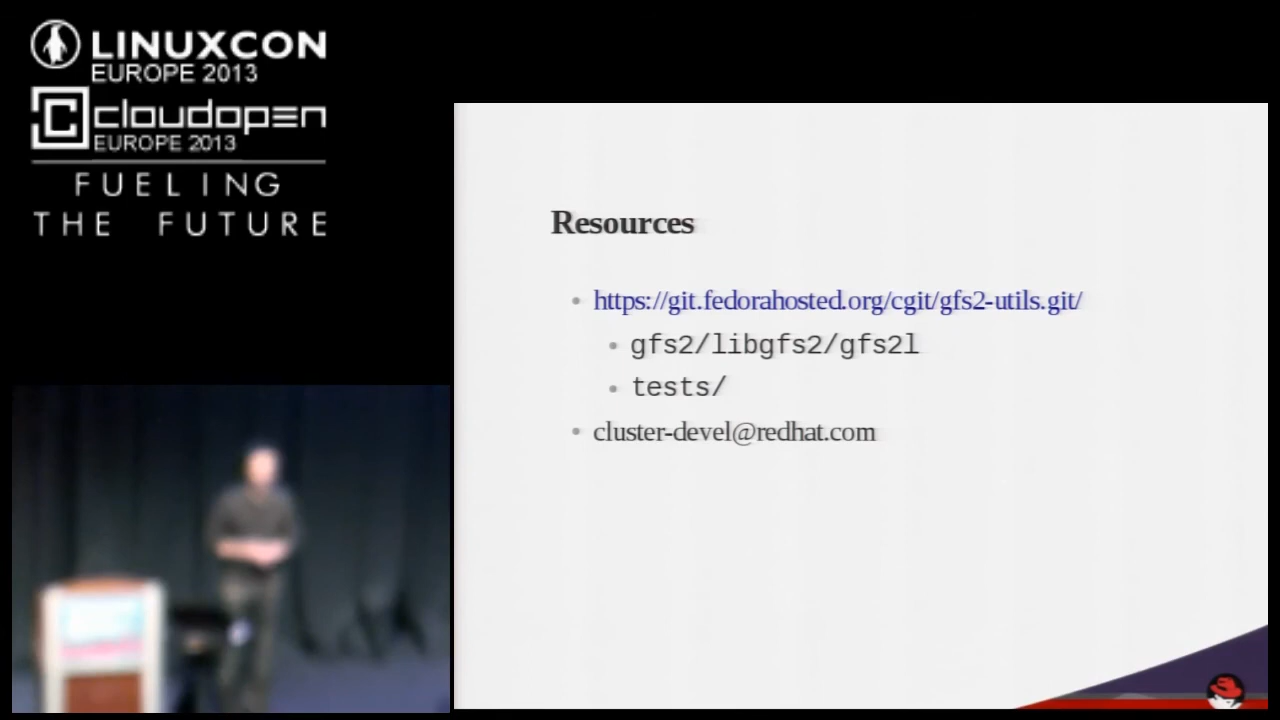 LINUXCON
EUROPE 2013
cloudopen
EUROPE 2013
FUELING
THE FUTURE
Resources
https://git.fedorahosted.org/cgit/gfs2-utils.git/
gfs2/libgfs2/gfs2l
tests/
cluster-devel@redhat.com